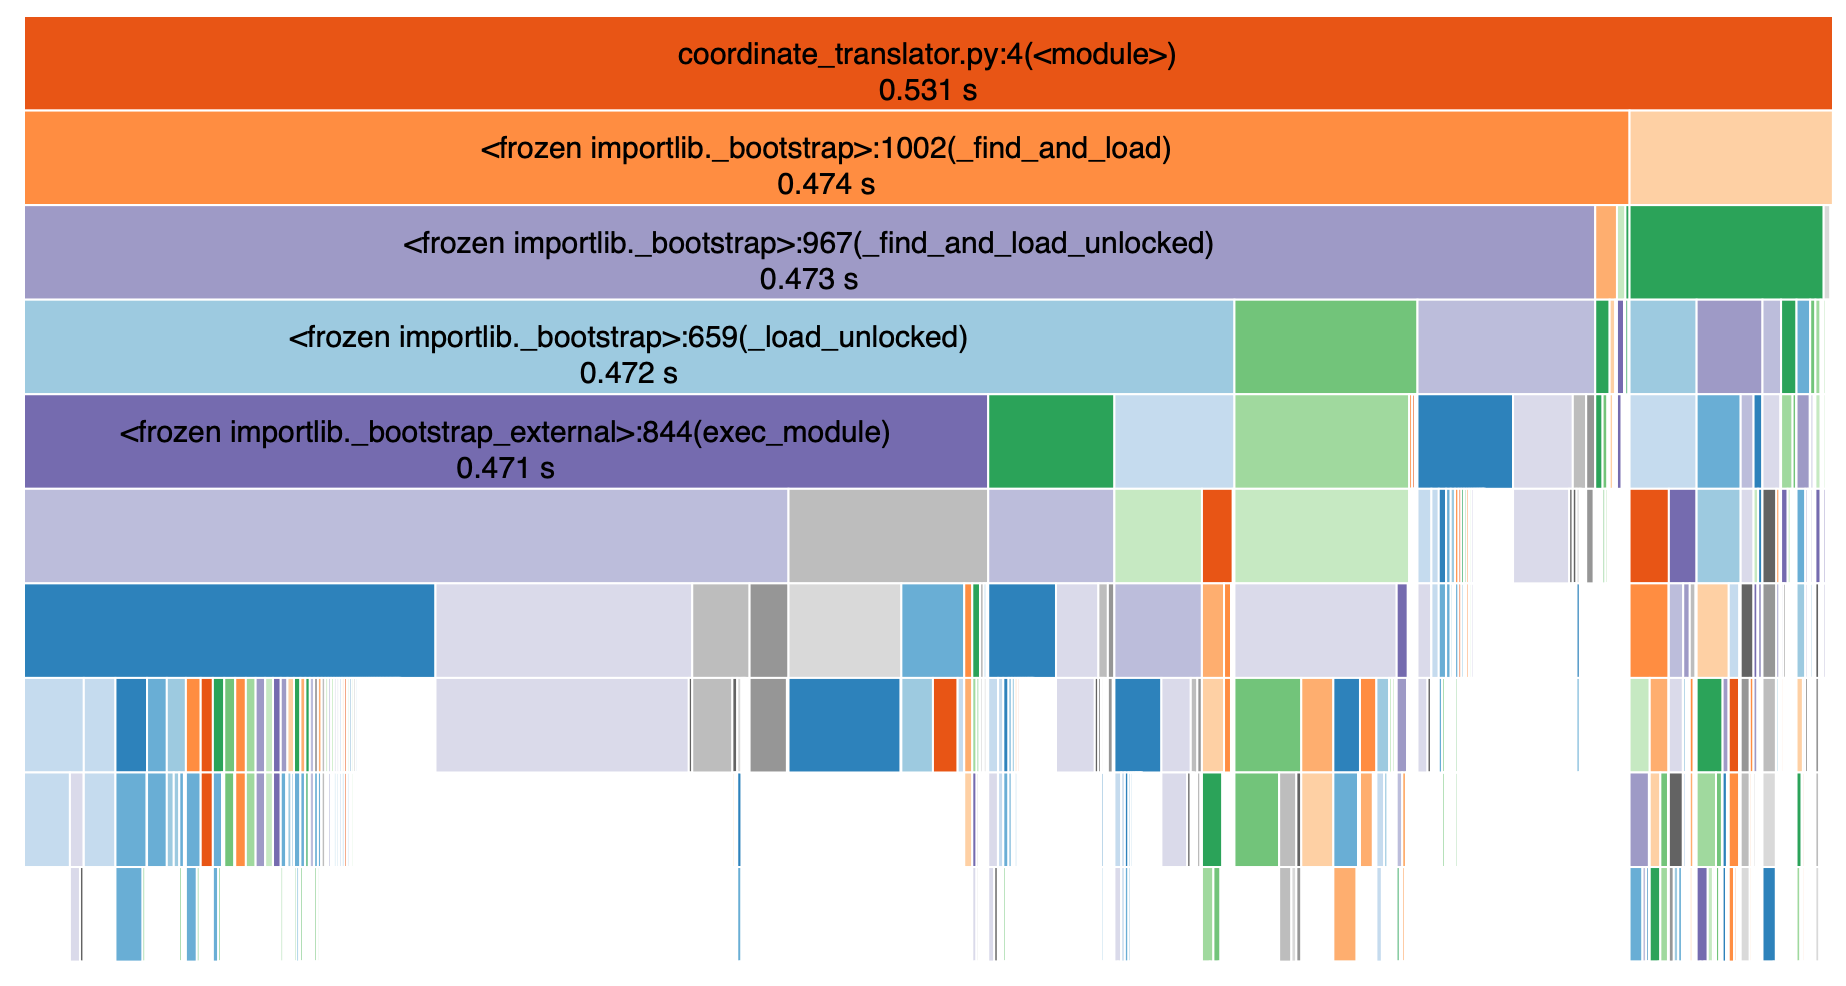 coordinate_translator.py:4(<module>)
0.531 s
<frozen importlib._bootstrap>:1002(_find_and_load)
0.474 s
<frozen importlib._bootstrap>:967(_find_and_load_unlocked)
0.473 s
<frozen importlib._bootstrap>:659(_load_unlocked)
0.472 s
<frozen importlib._bootstrap_external>:844(exec_module)
0.471 s